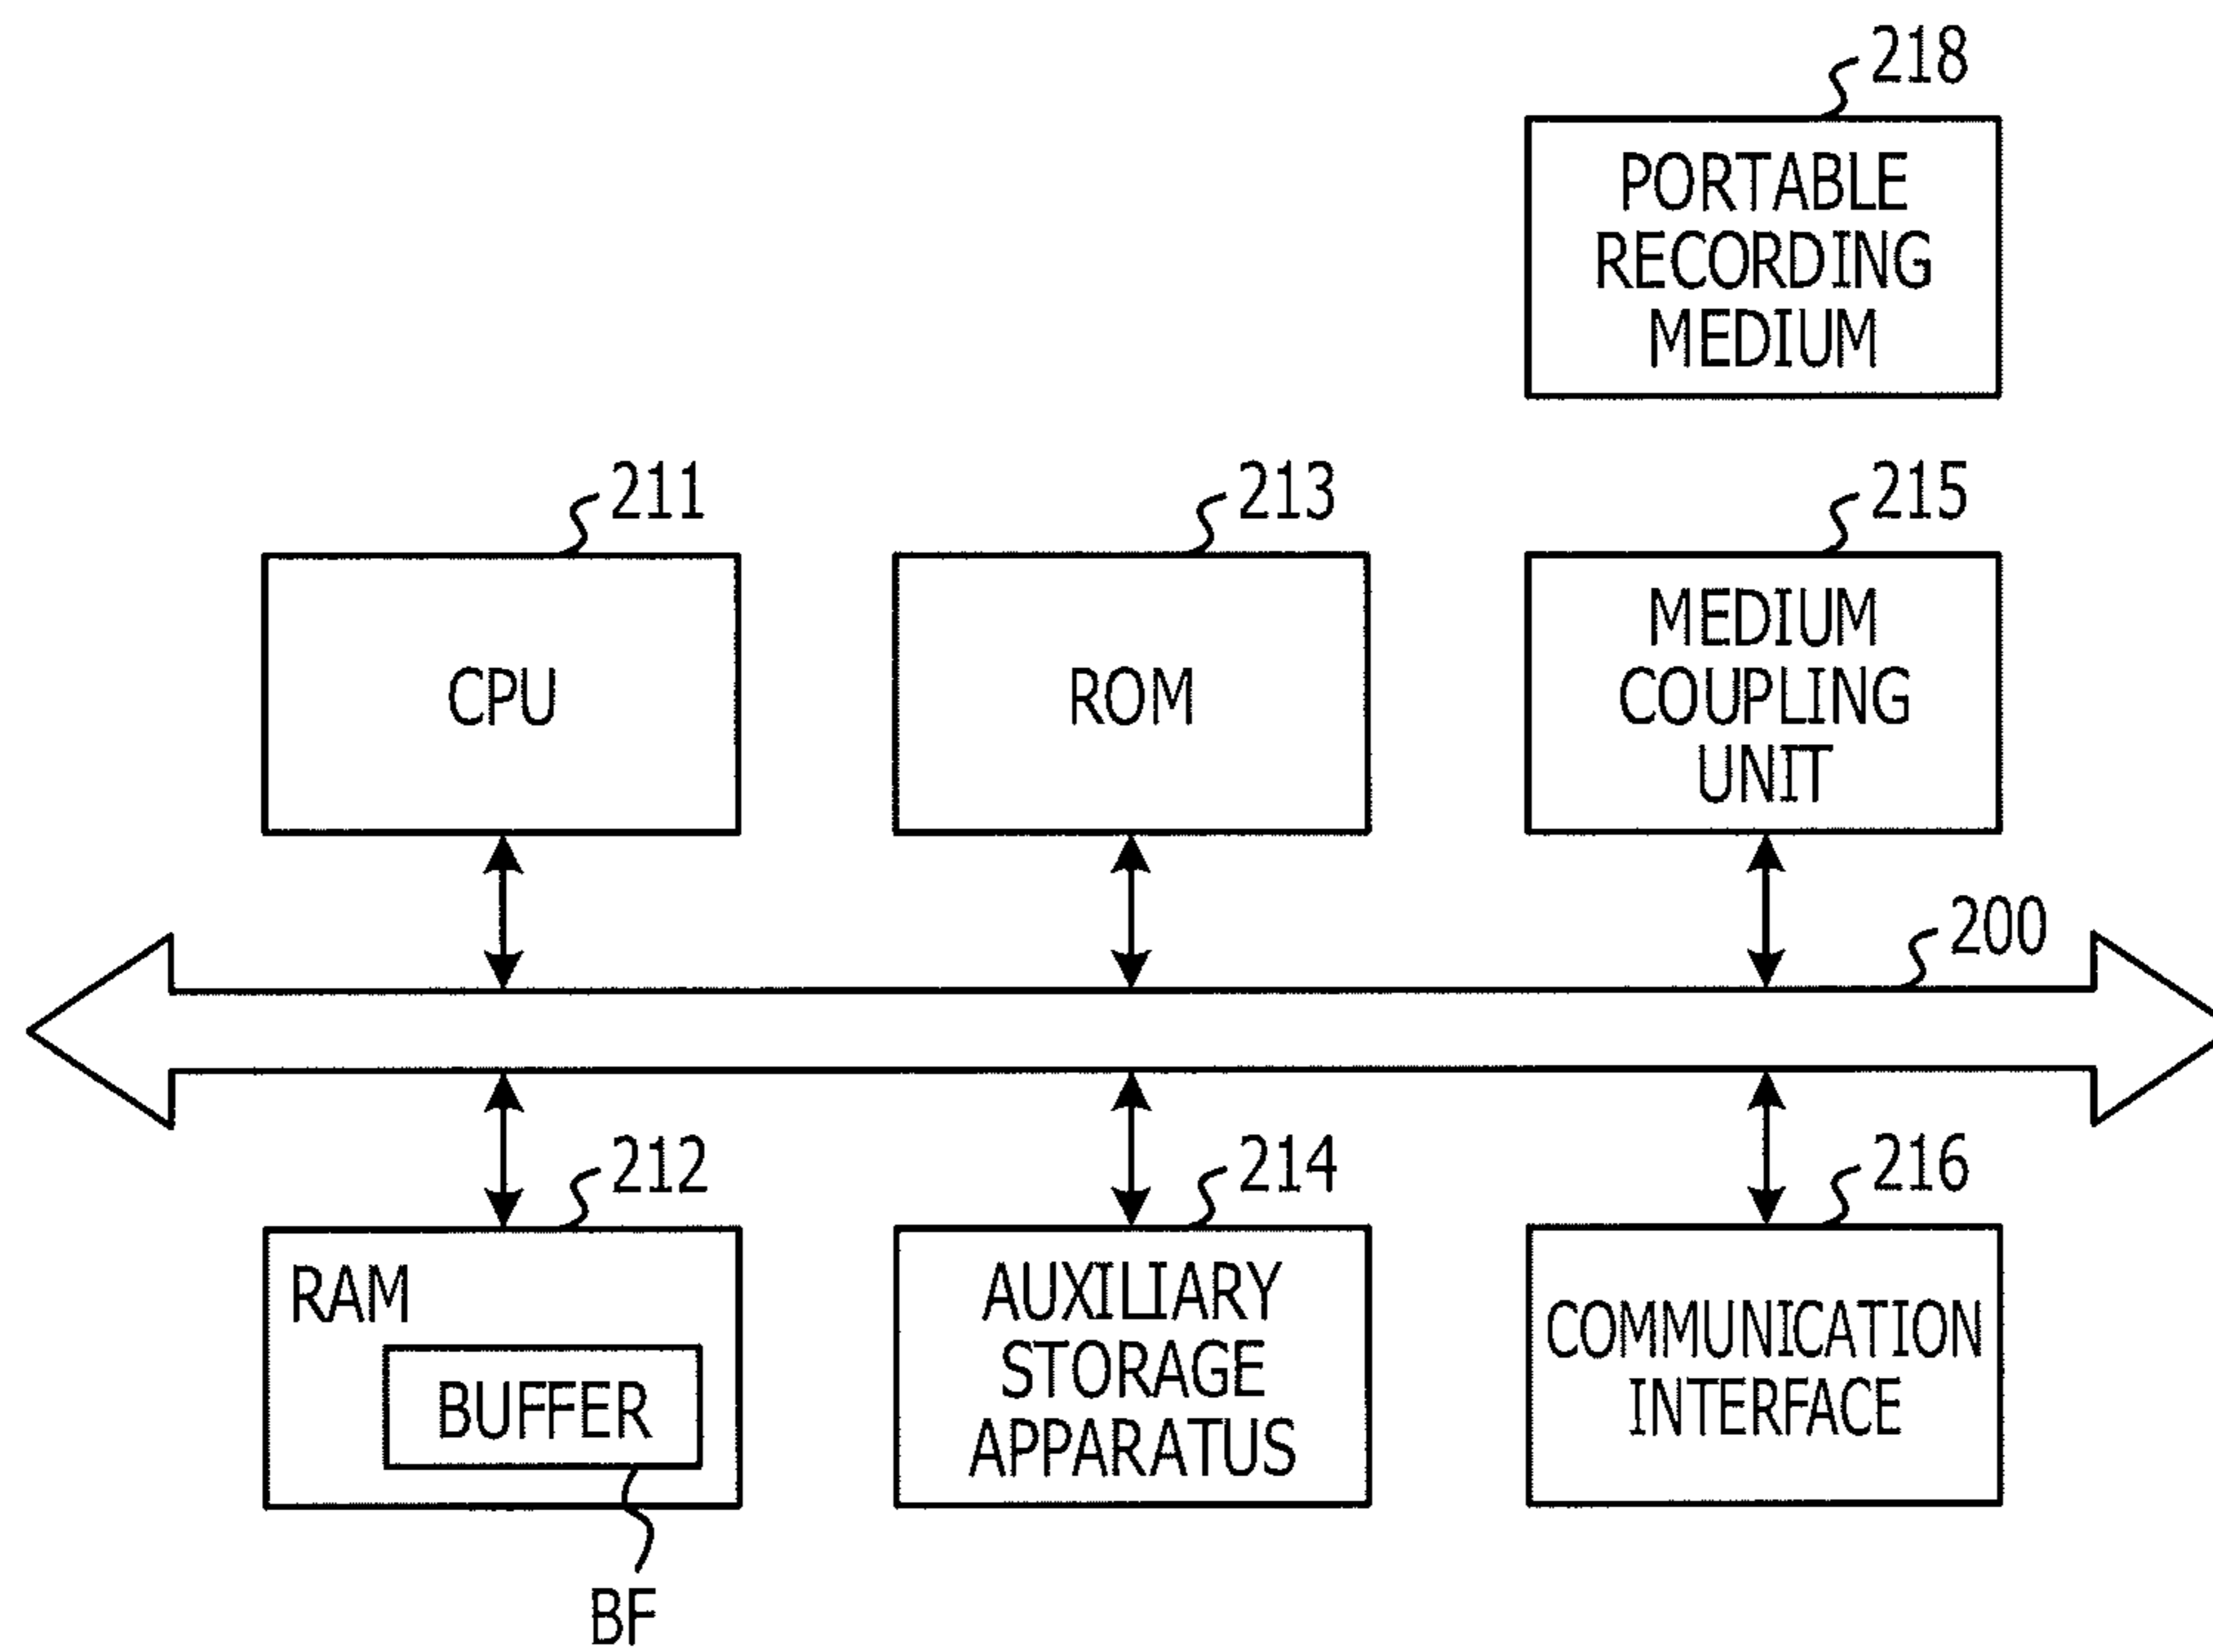 218
PORTABLE
RECORDING
MEDIUM
211
213
215
CPU
ROM
MEDIUM
COUPLING
UNIT
200
212
214
216
RAM
BUFFER
AUXILIARY
STORAGE
APPARATUS
COMMUNICATION
INTERFACE
BF